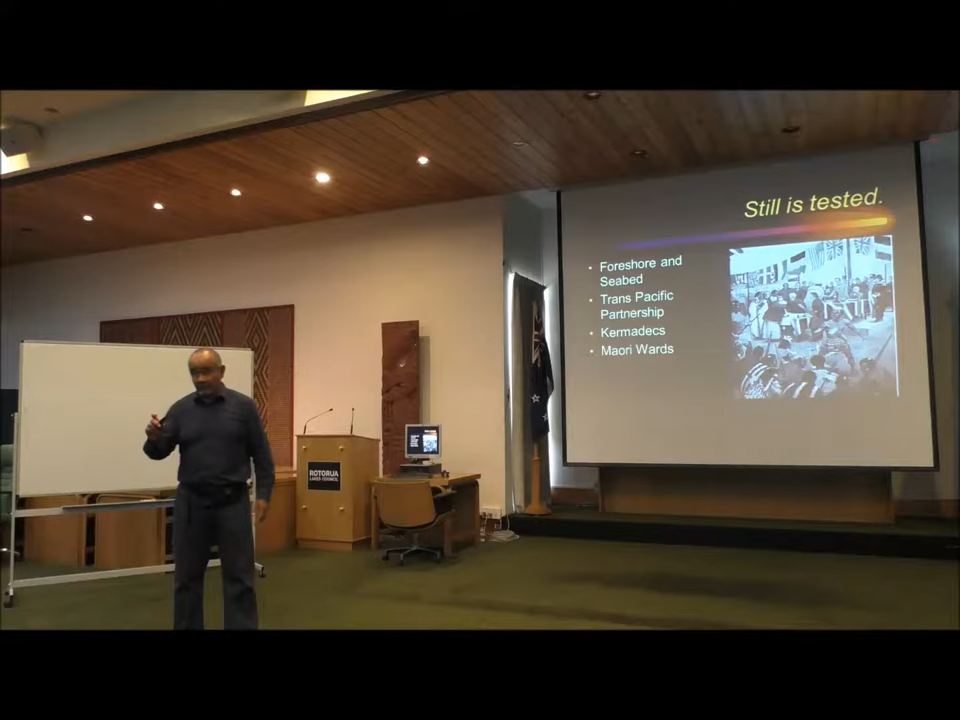 Still is tested.
• Foreshore and
Seabed
• Trans Pacific
Partnership
• Kermadecs
• Maori Wards
ROTORUA
LAKES COUNCIL